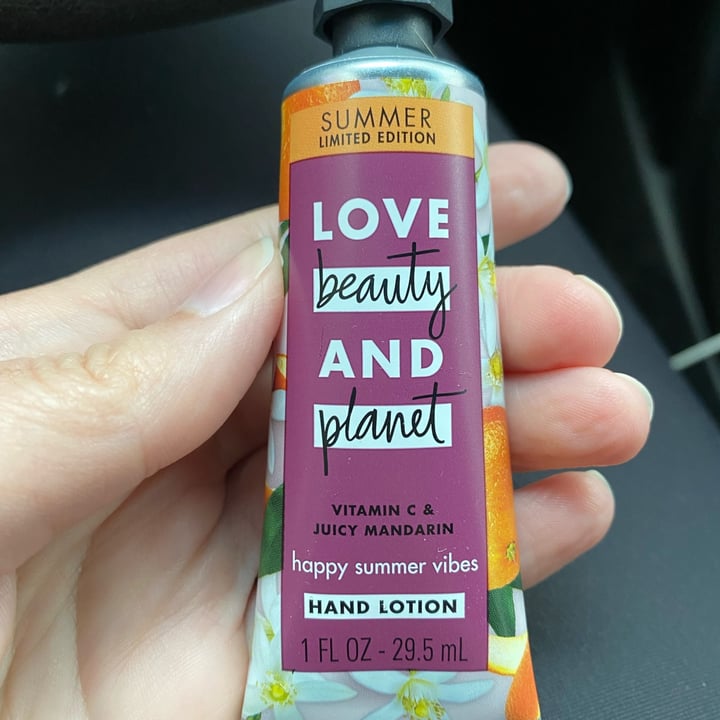 SUMMER
LIMITED EDITION
LOVE
beauty
AND
planet
VITAMIN C &
JUICY MANDARIN
happy summer vibes
HAND LOTION
1 FL OZ - 29.5 mL